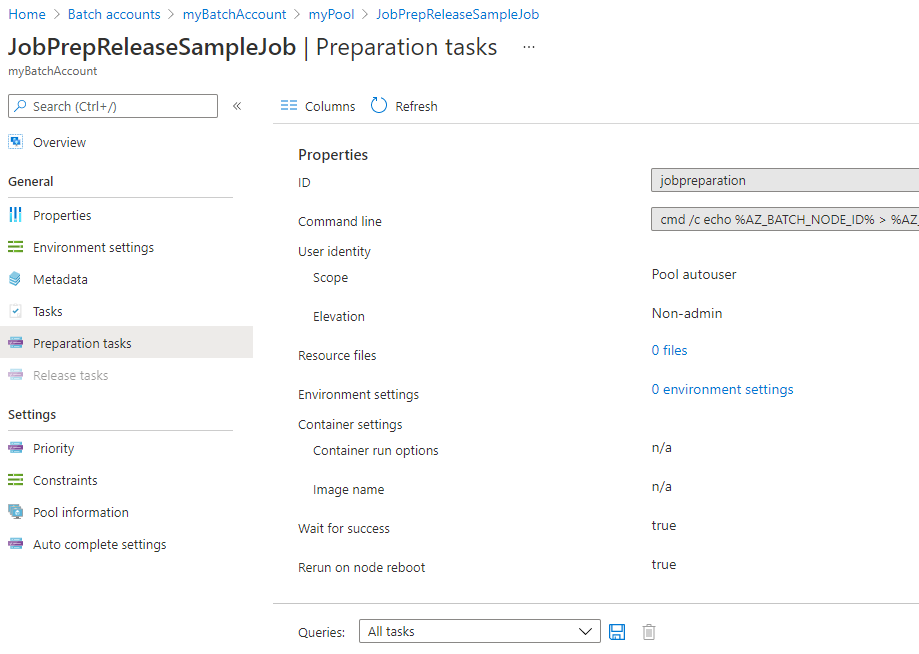 Home > Batch accounts > myBatchAccount > myPool > JobPrepReleaseSampleJob
JobPrepReleaseSampleJob | Preparation tasks ...
myBatchAccount
Search (Ctrl+/)
«
Overview
General
Properties
Environment settings
Metadata
Tasks
Preparation tasks
Release tasks
Settings
Priority
Constraints
Pool information
Auto complete settings
Columns Refresh
Properties
ID jobpreparation
Command line cmd /c echo %AZ_BATCH_NODE_ID% > %AZ_
User identity
Scope Pool autouser
Elevation Non-admin
Resource files 0 files
Environment settings 0 environment settings
Container settings
Container run options n/a
Image name n/a
Wait for success true
Rerun on node reboot true
Queries: All tasks